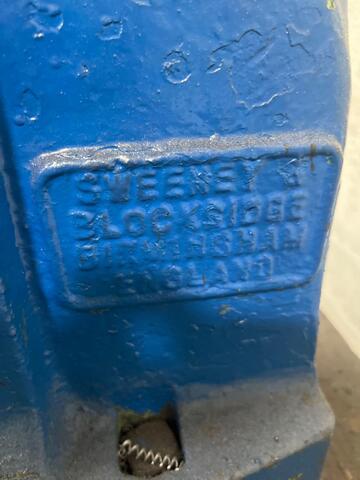 SWEENEY &
BLOCKSIDGE
BIRMINGHAM
ENGLAND